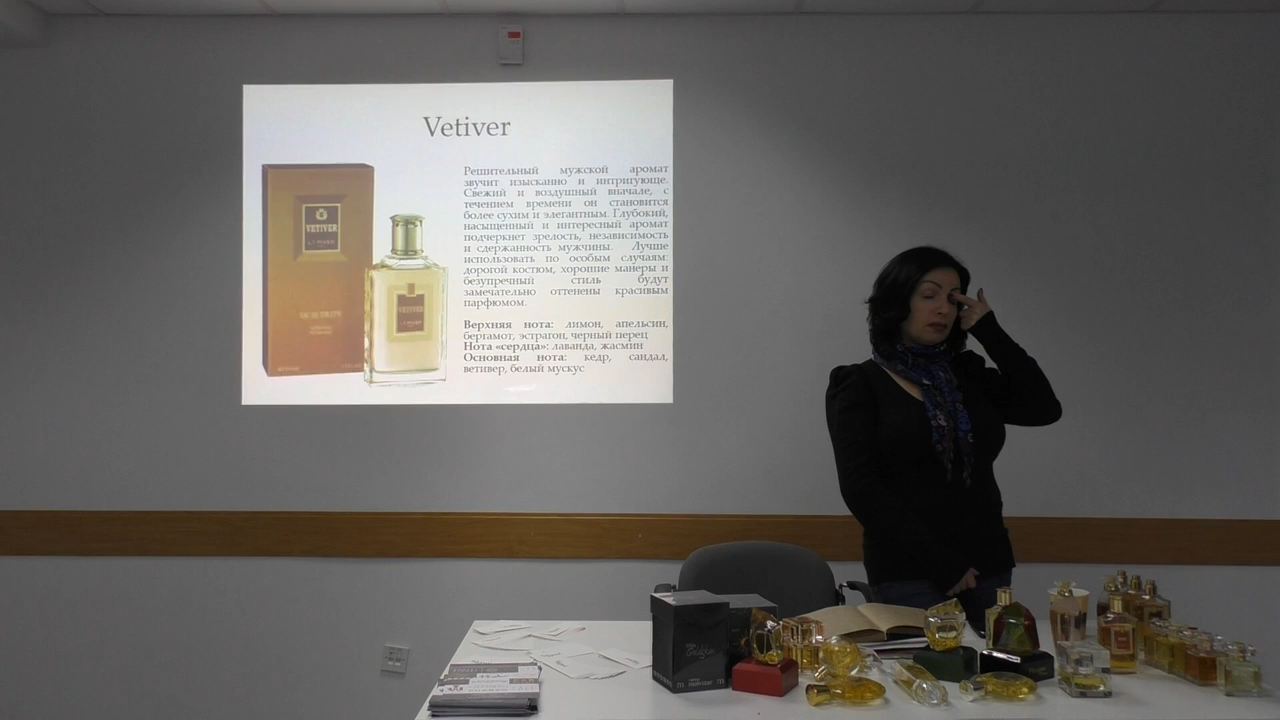 Vetiver
Решительный мужской аромат
звучит изысканно и интригующе.
Свежий и воздушный вначале, с
течением времени он становится
более сухим и элегантным. Глубокий,
насыщенный и интересный аромат
подчеркнет зрелость, независимость
и сдержанность мужчины. Лучше
использовать по особым случаям:
дорогой костюм, хорошие манеры и
безупречный стиль будут
замечательно оттенены красивым
парфюмом.
Верхняя нота: лимон, апельсин,
бергамот, эстрагон, черный перец
Нота «сердца»: лаванда, жасмин
Основная нота: кедр, сандал,
ветивер, белый мускус
VETIVER
EAU DE TOILETTE
VETIVER